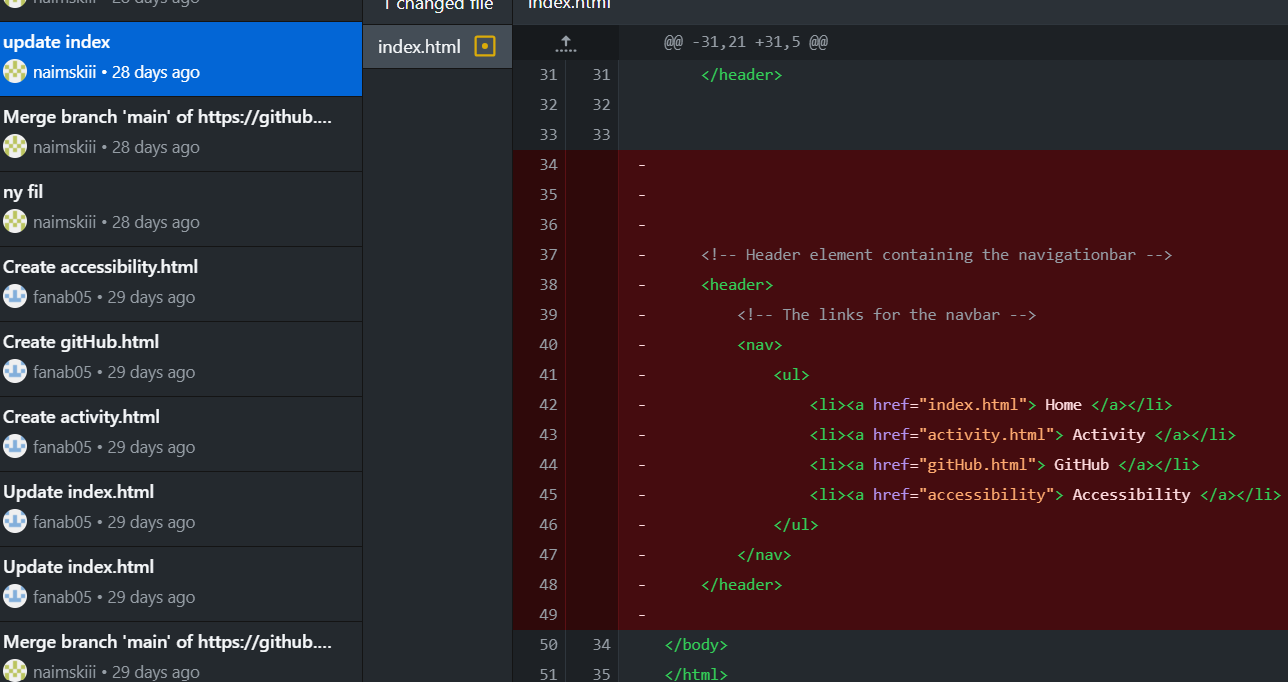 naimskiii • 28 days ago
update index
naimskiii • 28 days ago
Merge branch 'main' of https://github....
naimskiii • 28 days ago
ny fil
naimskiii • 28 days ago
Create accessibility.html
fanab05 • 29 days ago
Create gitHub.html
fanab05 • 29 days ago
Create activity.html
fanab05 • 29 days ago
Update index.html
fanab05 • 29 days ago
Update index.html
fanab05 • 29 days ago
Merge branch 'main' of https://github....
naimskiii • 29 days ago
1 changed file
index.html
index.html
@@ -31,21 +31,5 @@
31 31 </header>
32 32
33 33
34 -
35 -
36 -
37 - <!-- Header element containing the navigationbar -->
38 - <header>
39 - <!-- The links for the navbar -->
40 - <nav>
41 - <ul>
42 - <li><a href="index.html"> Home </a></li>
43 - <li><a href="activity.html"> Activity </a></li>
44 - <li><a href="gitHub.html"> GitHub </a></li>
45 - <li><a href="accessibility"> Accessibility </a></li>
46 - </ul>
47 - </nav>
48 - </header>
49 -
50 34 </body>
51 35 </html>